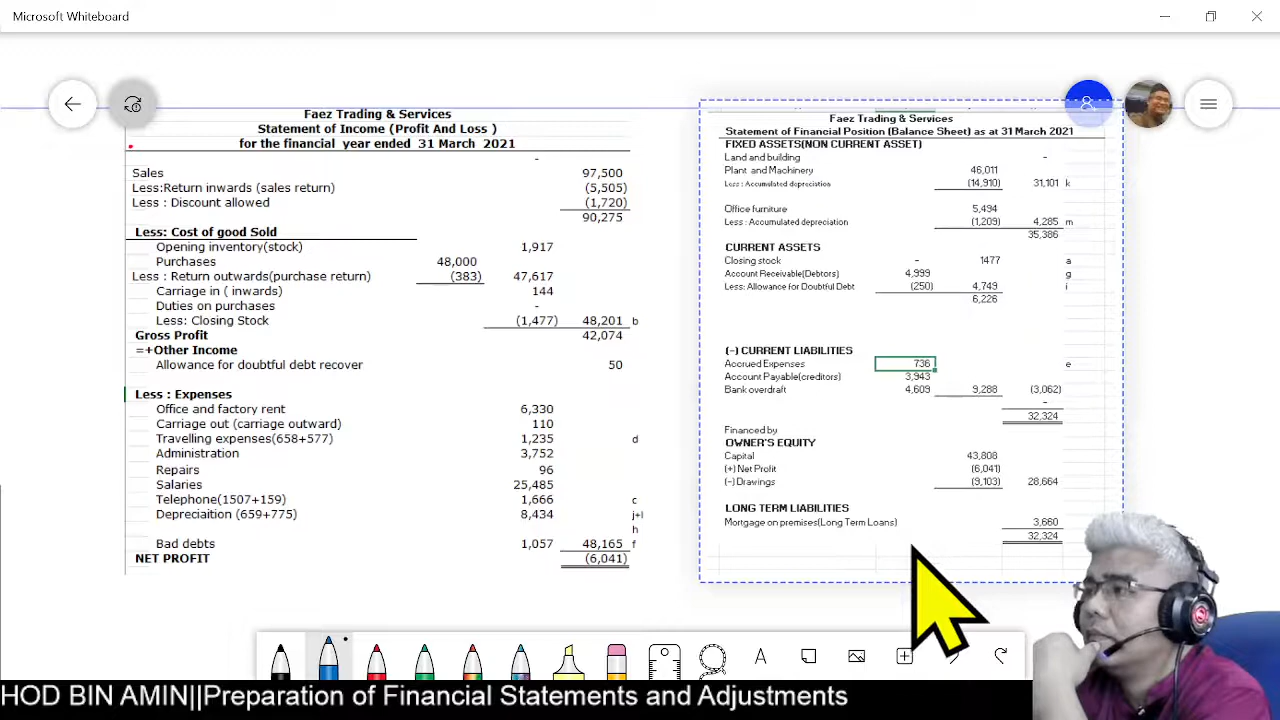 Microsoft Whiteboard
Faez Trading & Services
Statement of Income (Profit And Loss )
for the financial year ended 31 March 2021
-
Sales 97,500
Less:Return inwards (sales return) (5,505)
Less : Discount allowed (1,720)
90,275
Less: Cost of good Sold
Opening inventory(stock) 1,917
Purchases 48,000
Less : Return outwards(purchase return) (383) 47,617
Carriage in ( inwards) 144
Duties on purchases -
Less: Closing Stock (1,477) 48,201 b
Gross Profit 42,074
=+Other Income
Allowance for doubtful debt recover 50
Less : Expenses
Office and factory rent 6,330
Carriage out (carriage outward) 110
Travelling expenses(658+577) 1,235 d
Administration 3,752
Repairs 96
Salaries 25,485
Telephone(1507+159) 1,666 c
Depreciaition (659+775) 8,434 j+l
h
Bad debts 1,057 48,165 f
NET PROFIT (6,041)
Faez Trading & Services
Statement of Financial Position (Balance Sheet) as at 31 March 2021
FIXED ASSETS(NON CURRENT ASSET)
Land and building -
Plant and Machinery 46,011
Less : Accumulated depreciation (14,910) 31,101 k
Office furniture 5,494
Less : Accumulated depreciation (1,209) 4,285 m
35,386
CURRENT ASSETS
Closing stock - 1477 a
Account Receivable(Debtors) 4,999 g
Less: Allowance for Doubtful Debt (250) 4,749 i
6,226
(-) CURRENT LIABILITIES
Accrued Expenses 736 e
Account Payable(creditors) 3,943
Bank overdraft 4,609 9,288 (3,062)
-
32,324
Financed by
OWNER'S EQUITY
Capital 43,808
(+) Net Profit (6,041)
(-) Drawings (9,103) 28,664
LONG TERM LIABILITIES
Mortgage on premises(Long Term Loans) 3,660
32,324
A
HOD BIN AMIN||Preparation of Financial Statements and Adjustments